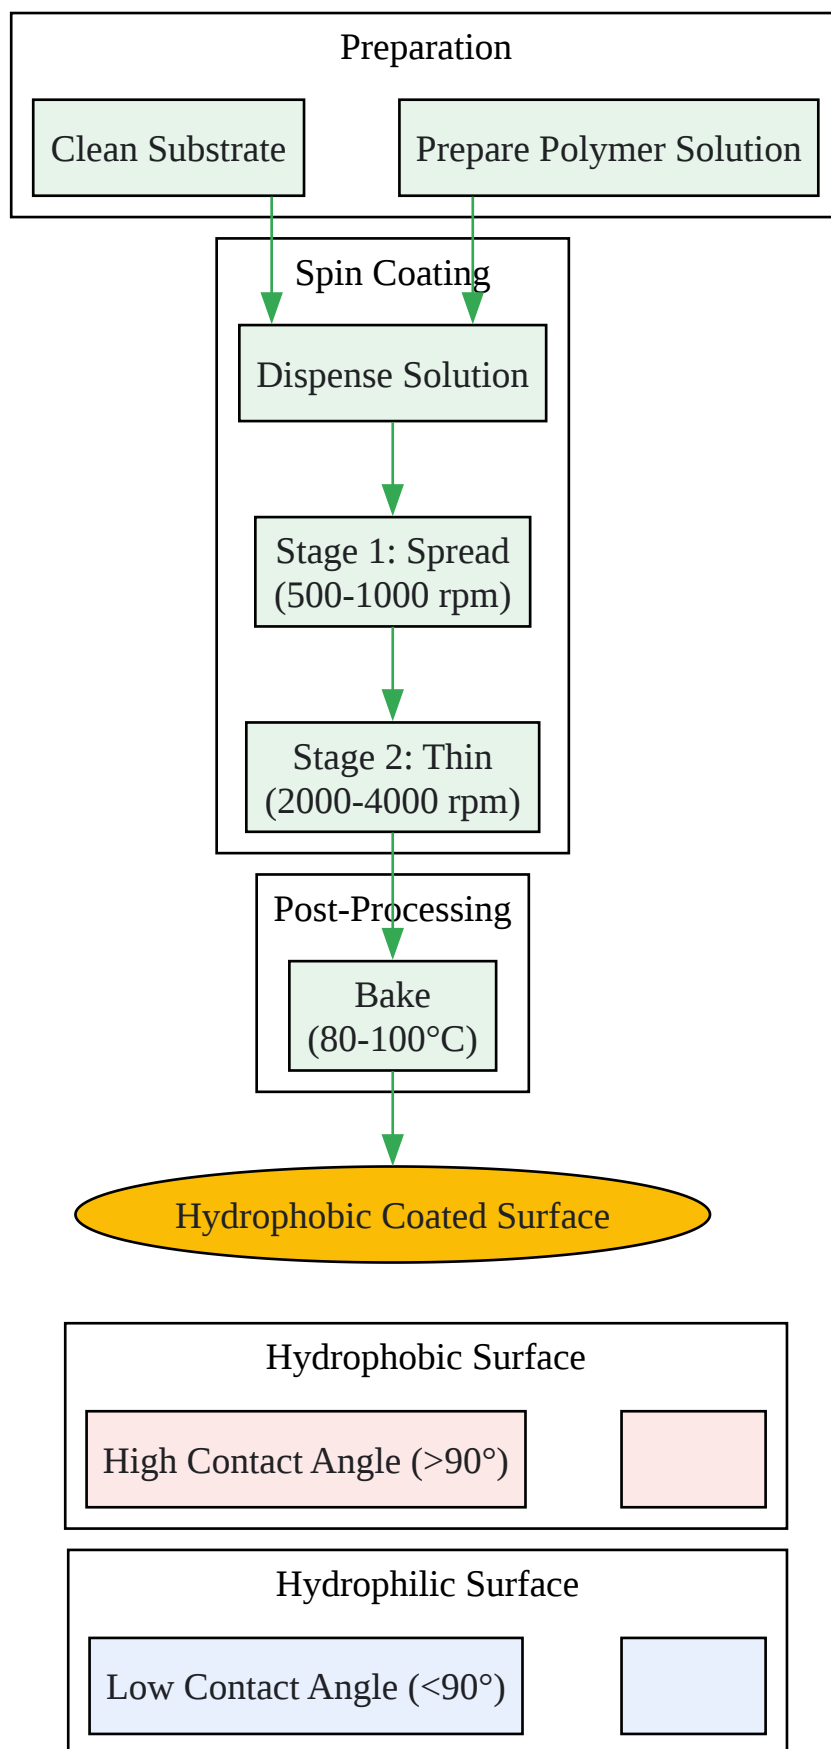 Preparation
Clean Substrate
Prepare Polymer Solution
Spin Coating
Dispense Solution
Stage 1: Spread
(500-1000 rpm)
Stage 2: Thin
(2000-4000 rpm)
Post-Processing
Bake
(80-100°C)
Hydrophobic Coated Surface
Hydrophobic Surface
High Contact Angle (>90°)
Hydrophilic Surface
Low Contact Angle (<90°)